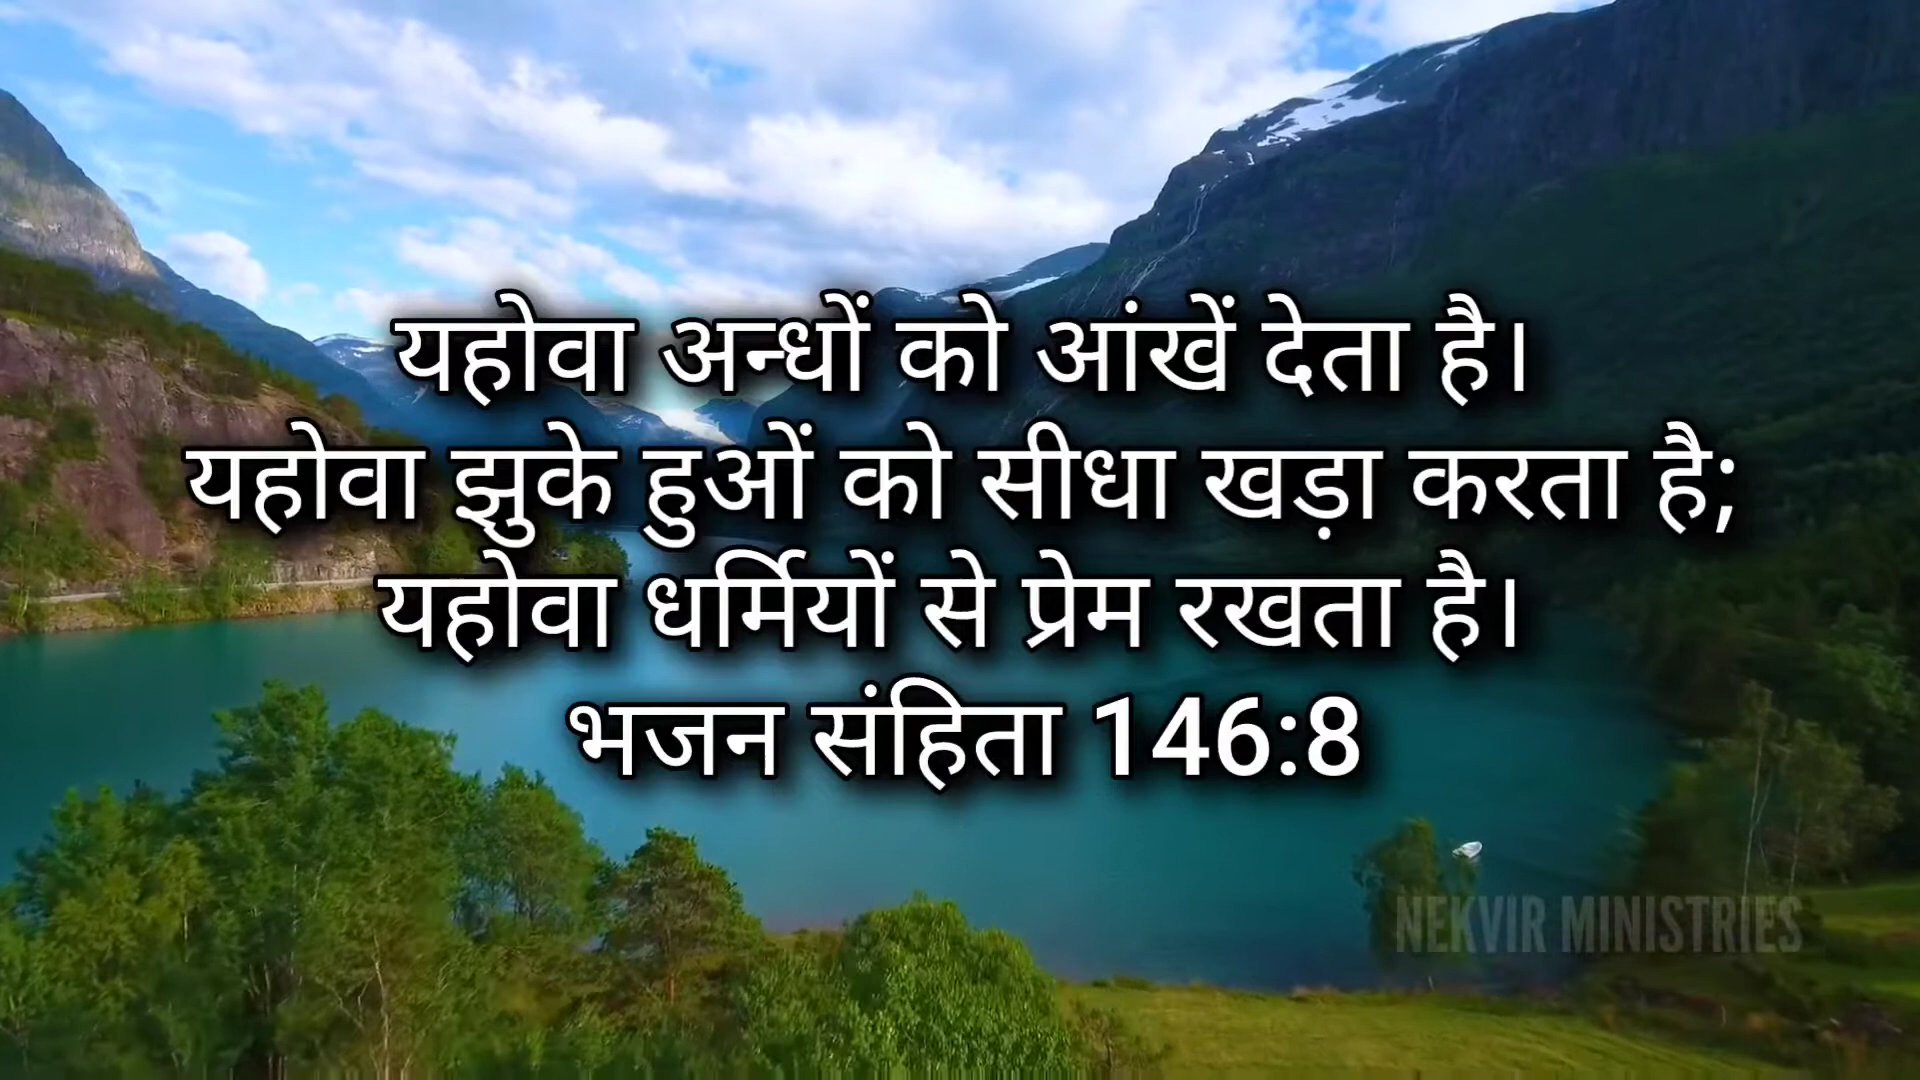 यहोवा अन्धों को आंखें देता है।
यहोवा झुके हुओं को सीधा खड़ा करता है;
यहोवा धर्मियों से प्रेम रखता है।
भजन संहिता 146:8
NEKVIR MINISTRIES